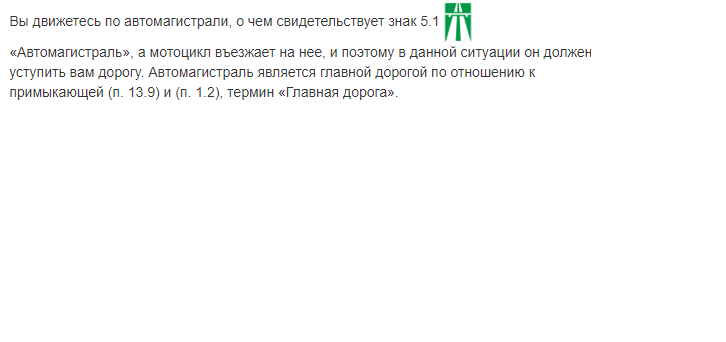 Вы движетесь по автомагистрали, о чем свидетельствует знак 5.1
«Автомагистраль», а мотоцикл въезжает на нее, и поэтому в данной ситуации он должен
уступить вам дорогу. Автомагистраль является главной дорогой по отношению к
примыкающей (п. 13.9) и (п. 1.2), термин «Главная дорога».